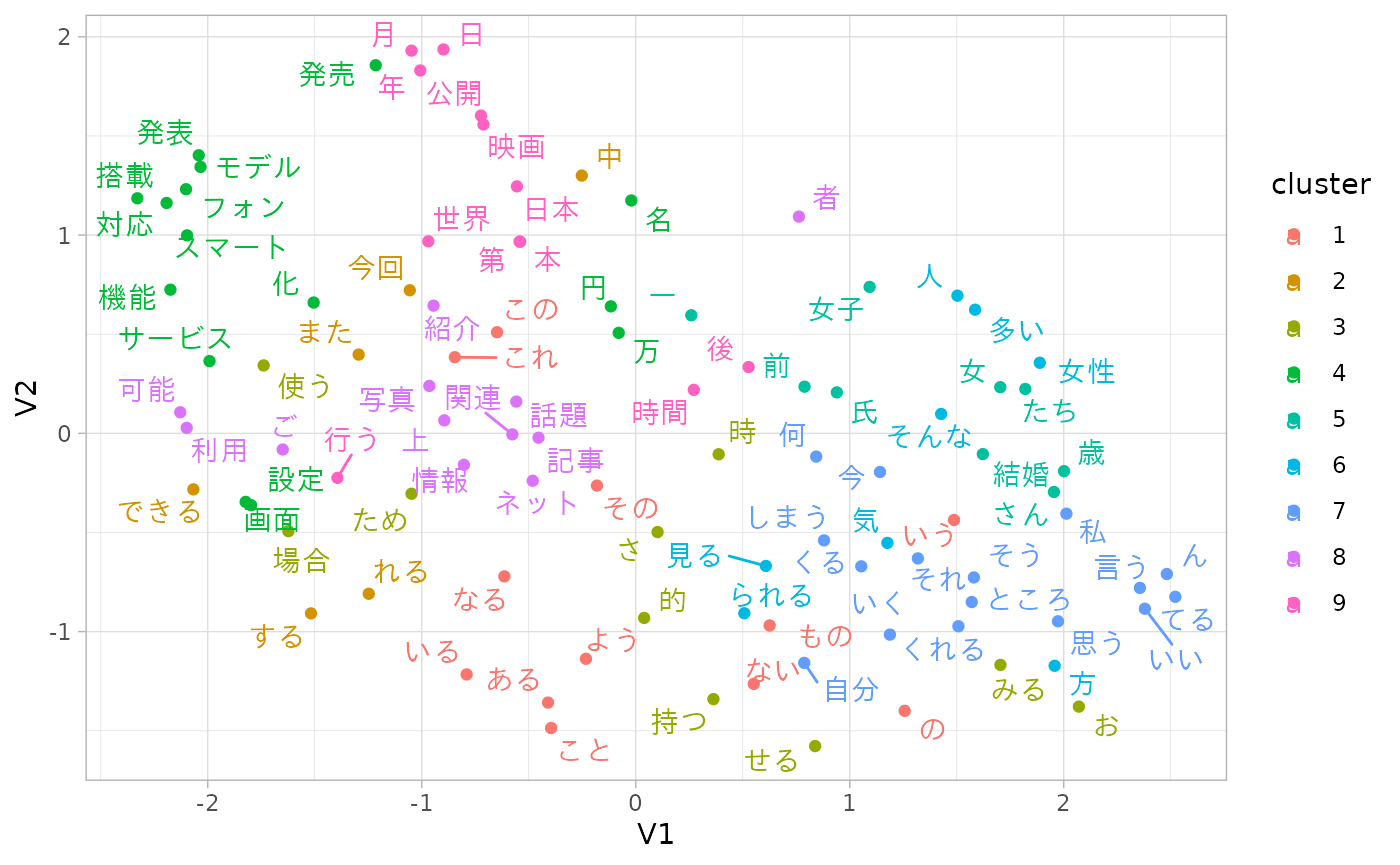 2
月
日
発売
年
公開
発表
映画
モデル
中
搭載
フォン
者
cluster
対応
世界
日本
名
1
スマート
第
本
1
今回
人
2
化
円
一
女子
機能
この
3
サービス
また
紹介
万
多い
これ
後
前
女
女性
4
可能
使う
写真
関連
V2
話題
時間
氏
たち
5
ご
行う
上
時
何
そんな
0
利用
記事
歳
6
設定
情報
今
結婚
できる
画面
ため
ネット
その
しまう
気
いう
さん
私
7
場合
さ
見る
くる
そう
言う
ん
8
れる
それ
なる
的
られる
いく
ところ
てる
9
-1
する
いる
よう
もの
くれる
思う
いい
ある
ない
自分
みる
方
持つ
の
お
こと
せる
-2
-1
0
1
2
V1